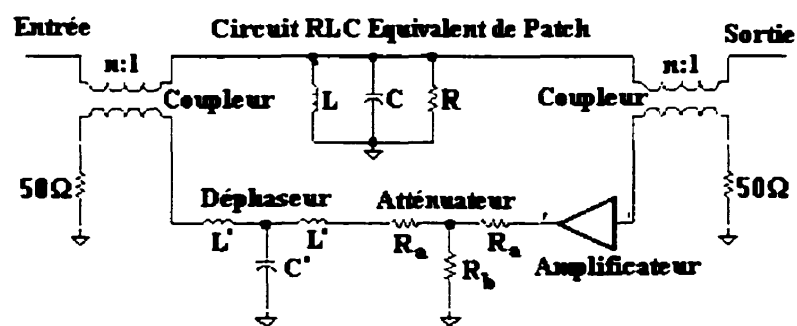 Entrée
Circuit RLC Equivalent de Patch
Sortie
n:1
n:1
Coupleur
L
C
R
Coupleur
50Ω
Déphaseur
Atténuateur
50Ω
L'
L'
Ra
Ra
Amplificateur
C'
Rb